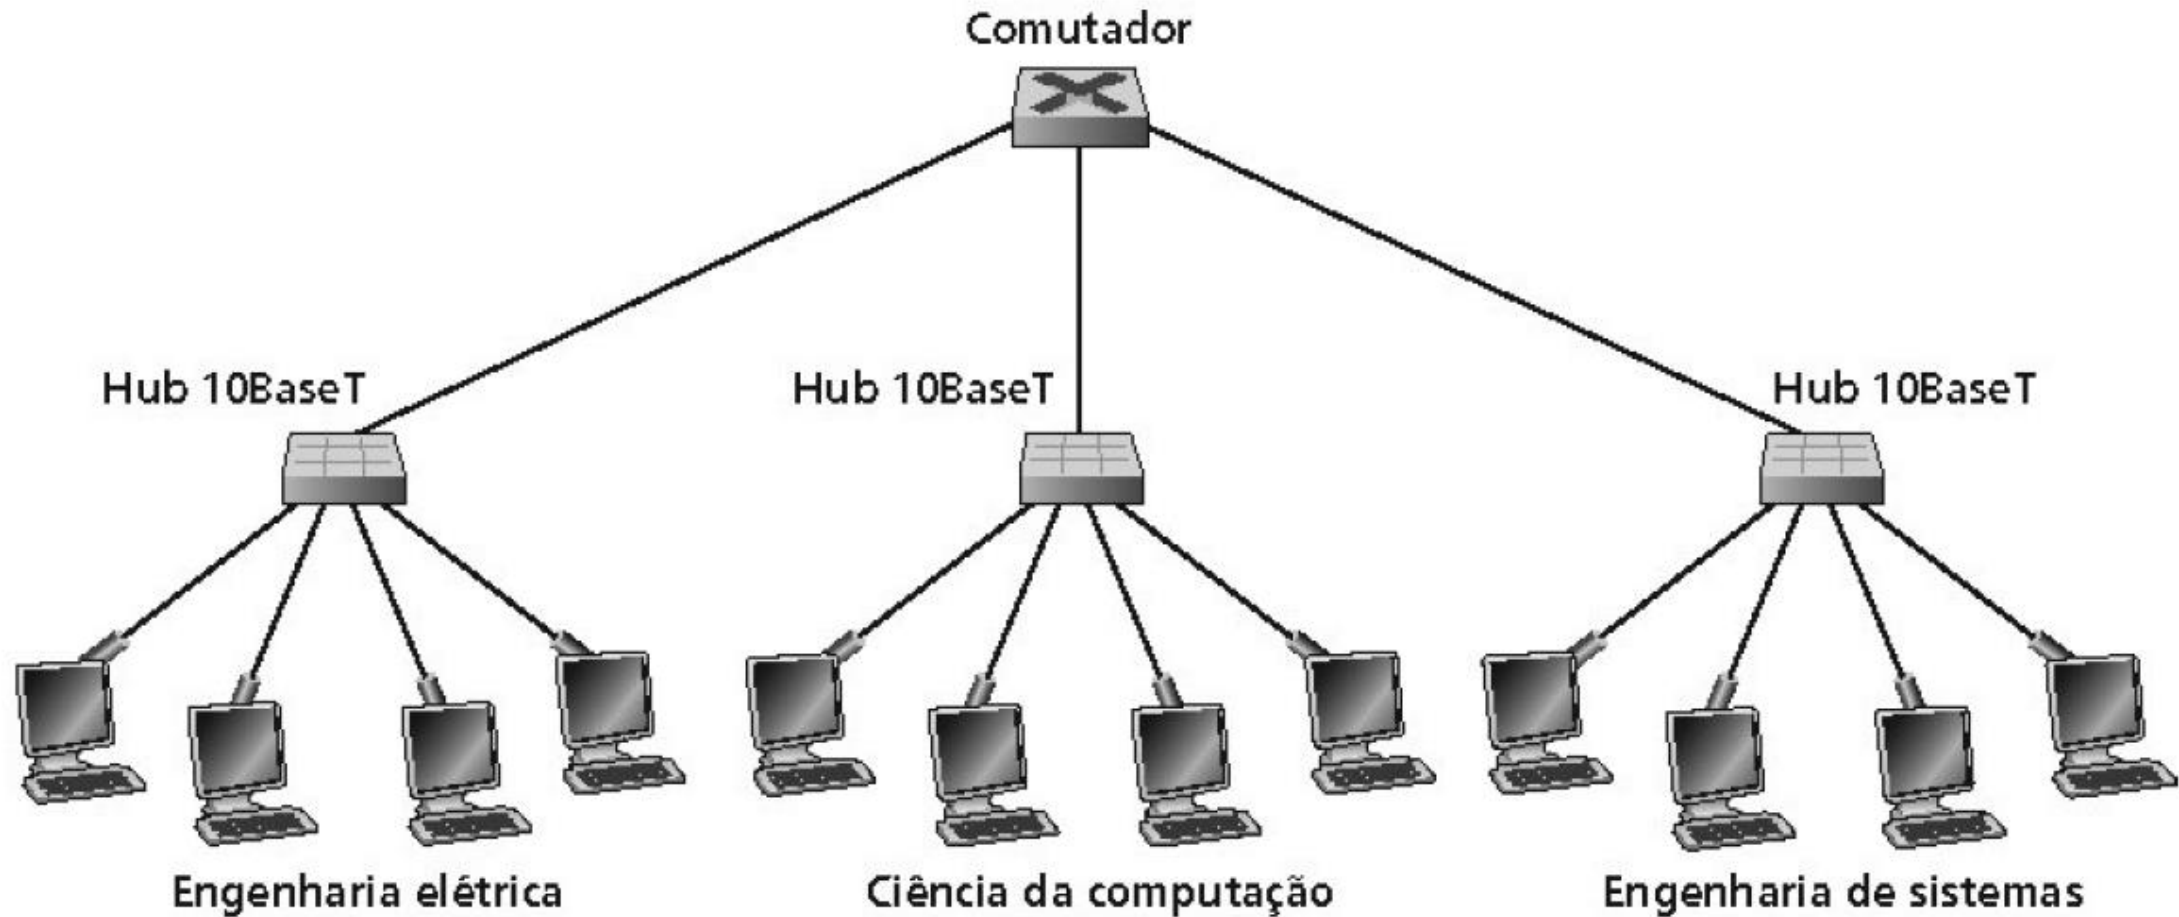 Comutador
Hub 10BaseT
Hub 10BaseT
Hub 10BaseT
Engenharia elétrica
Ciência da computação
Engenharia de sistemas